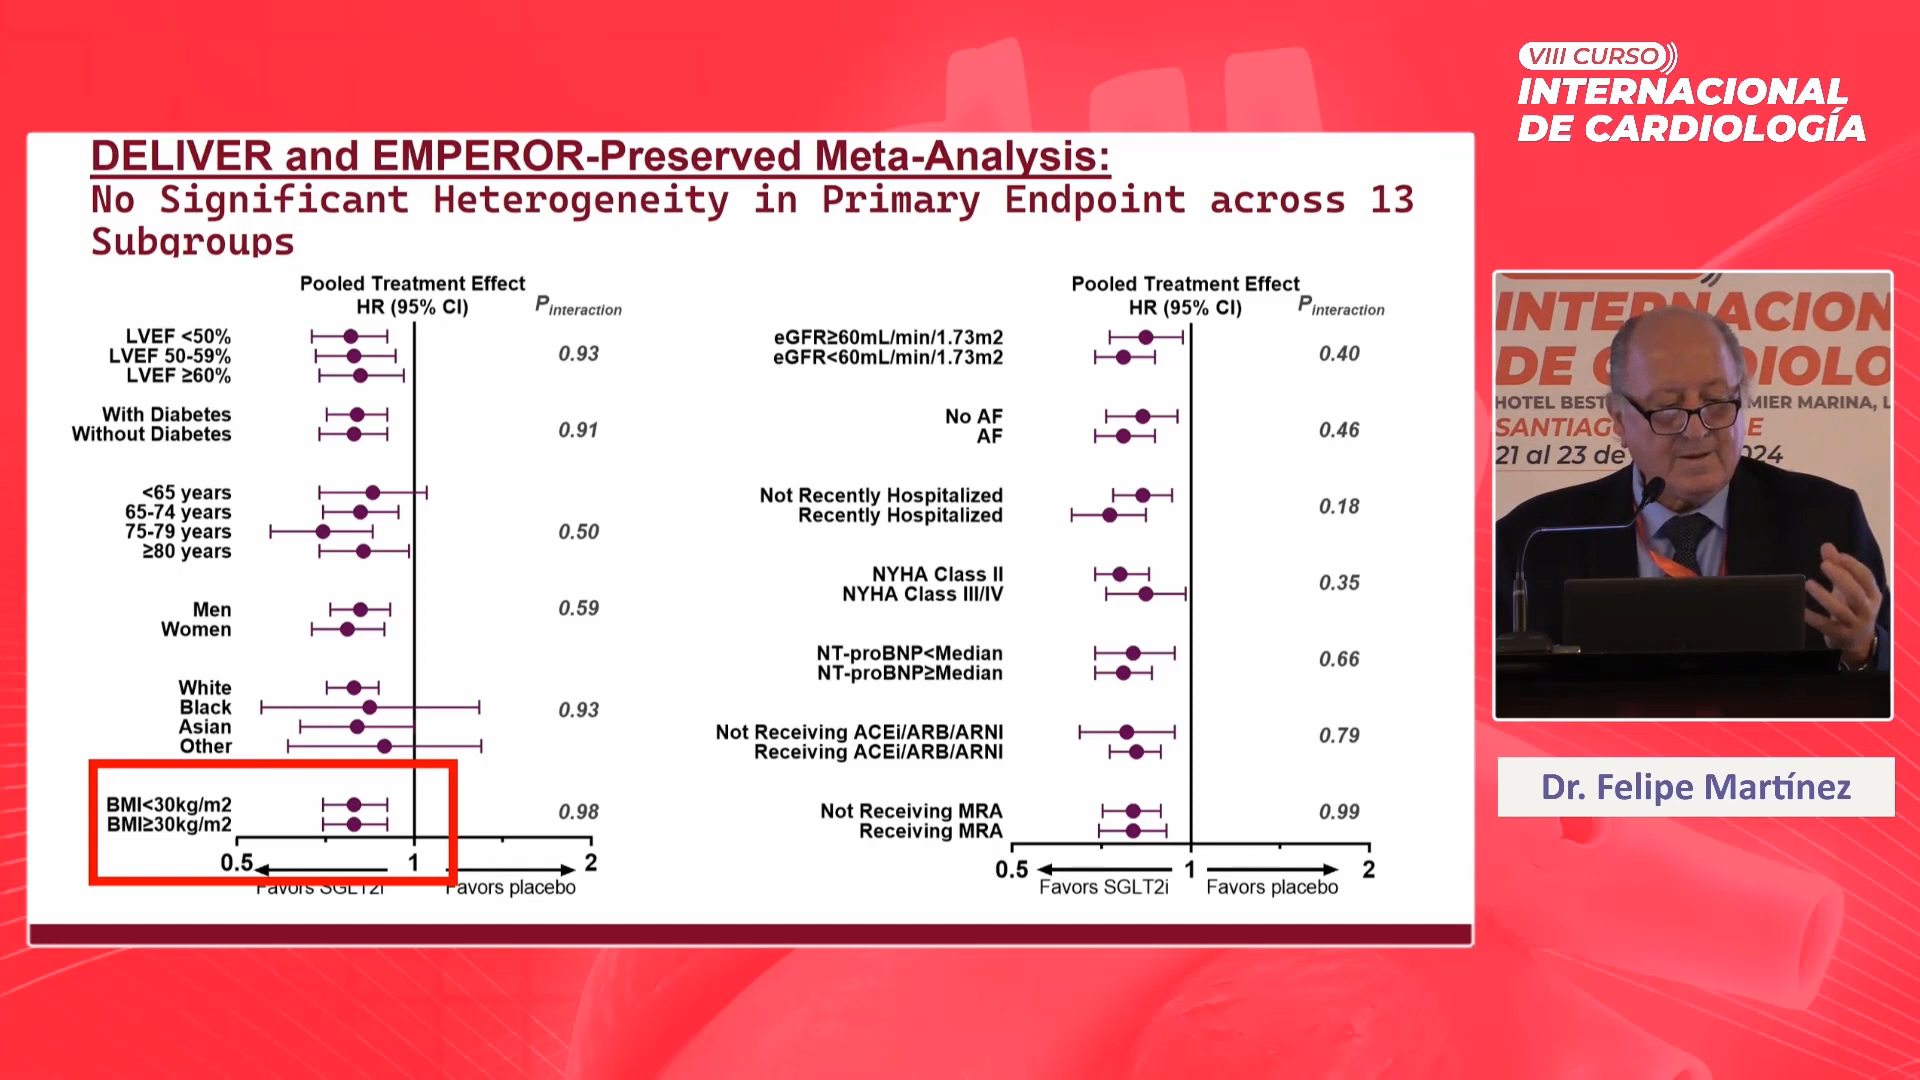 VIII CURSO
INTERNACIONAL
DE CARDIOLOGÍA
DELIVER and EMPEROR-Preserved Meta-Analysis:
No Significant Heterogeneity in Primary Endpoint across 13
Subgroups
Pooled Treatment Effect
HR (95% CI)
Pinteraction
LVEF <50%
LVEF 50-59%
0.93
LVEF ≥60%
With Diabetes
Without Diabetes
0.91
<65 years
65-74 years
75-79 years
0.50
≥80 years
Men
0.59
Women
White
Black
0.93
Asian
Other
BMI<30kg/m2
0.98
BMI≥30kg/m2
0.5
1
2
Favors SGLT2i
Favors placebo
Pooled Treatment Effect
HR (95% CI)
Pinteraction
eGFR≥60mL/min/1.73m2
eGFR<60mL/min/1.73m2
0.40
No AF
AF
0.46
Not Recently Hospitalized
Recently Hospitalized
0.18
NYHA Class II
NYHA Class III/IV
0.35
NT-proBNP<Median
NT-proBNP≥Median
0.66
Not Receiving ACEi/ARB/ARNI
Receiving ACEi/ARB/ARNI
0.79
Not Receiving MRA
Receiving MRA
0.99
0.5
1
2
Favors SGLT2i
Favors placebo
INTERNACION
DE C DIOLO
HOTEL BEST MIER MARINA, L
SANTIAG E
21 al 23 de 024
Dr. Felipe Martínez